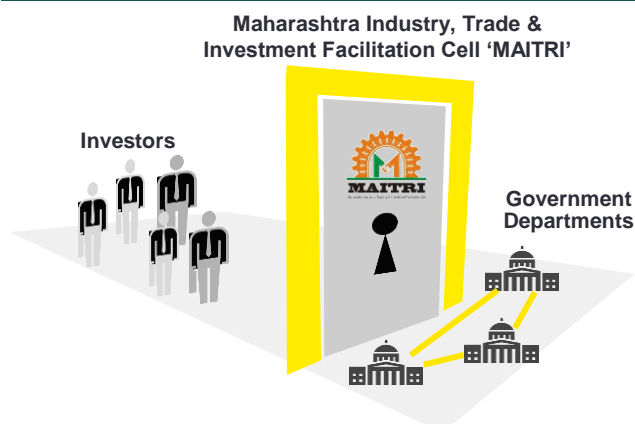 Maharashtra Industry, Trade &
Investment Facilitation Cell ‘MAITRI’
Investors
MAITRI
Government
Departments